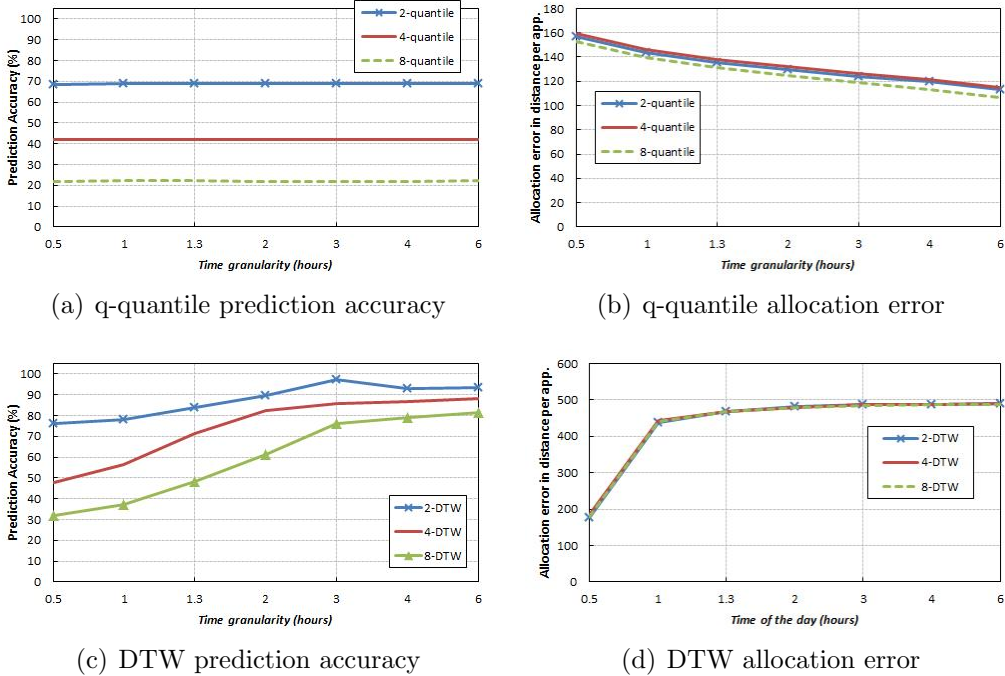 100
90
80
70
60
50
40
30
20
10
0
Prediction Accuracy (%)
2-quantile
4-quantile
8-quantile
0.5 1 1.3 2 3 4 6
Time granularity (hours)
(a) q-quantile prediction accuracy
180
160
140
120
100
80
60
40
20
0
Allocation error in distance per app.
2-quantile
4-quantile
8-quantile
0.5 1 1.3 2 3 4 6
Time granularity (hours)
(b) q-quantile allocation error
100
90
80
70
60
50
40
30
20
10
0
Prediction Accuracy (%)
2-DTW
4-DTW
8-DTW
0.5 1 1.3 2 3 4 6
Time granularity (hours)
(c) DTW prediction accuracy
600
500
400
300
200
100
0
Allocation error in distance per app.
2-DTW
4-DTW
8-DTW
0.5 1 1.3 2 3 4 6
Time of the day (hours)
(d) DTW allocation error